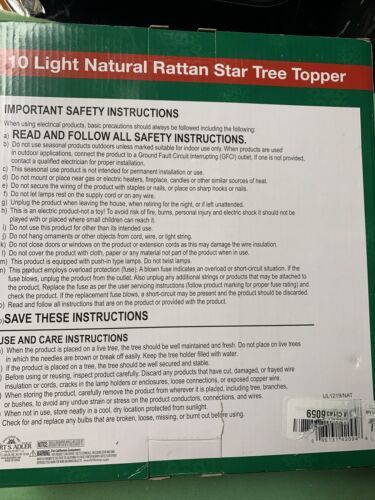 10 Light Natural Rattan Star Tree Topper
IMPORTANT SAFETY INSTRUCTIONS
When using electrical products, basic precautions should always be followed including the following:
a) READ AND FOLLOW ALL SAFETY INSTRUCTIONS.
b) Do not use seasonal products outdoors unless marked suitable for indoor use only. When products are used
in outdoor applications, connect the product to a Ground Fault Circuit Interrupting (GFCI) outlet, If one is not provided,
contact a qualified electrician for proper installation.
c) This seasonal use product is not intended for permanent installation or use.
d) Do not mount or place near gas or electric heaters, fireplace, candles or other similar sources of heat.
e) Do not secure the wiring of the product with staples or nails, or place on sharp hooks or nails.
f) Do not let lamps rest on the supply cord or on any wire.
g) Unplug the product when leaving the house, when retiring for the night, or if left unattended.
h) This is an electric product-not a toy! To avoid risk of fire, burns, personal injury and electric shock it should not be
played with or placed where small children can reach it.
i) Do not use this product for other than its intended use.
j) Do not hang ornaments or other objects from cord, wire, or light string.
k) Do not close doors or windows on the product or extension cords as this may damage the wire insulation.
l) Do not cover the product with cloth, paper or any material not part of the product when in use.
m) This product is equipped with push-in type lamps. Do not twist lamps.
n) This product employs overload protection (fuse). A blown fuse indicates an overload or short-circuit situation. If the
fuse blows, unplug the product from the outlet. Also unplug any additional strings or products that may be attached to
the product, Replace the fuse as per the user servicing instructions (follow product marking for proper fuse rating) and
check the product. If the replacement fuse blows, a short-circuit may be present and the product should be discarded.
o) Read and follow all instructions that are on the product or provided with the product.
SAVE THESE INSTRUCTIONS
USE AND CARE INSTRUCTIONS
When the product is placed on a live tree, the tree should be well maintained and fresh. Do not place on live trees
in which the needles are brown or break off easily. Keep the tree holder filled with water.
If the product is placed on a tree, the tree should be well secured and stable.
Before using or reusing, inspect product carefully. Discard any products that have cut, damaged, or frayed wire
insulation or cords, cracks in the lamp holders or enclosures, loose connections, or exposed copper wire.
When storing the product, carefully remove the product from wherever it is placed, including tree, branches,
or bushes, to avoid any undue strain or stress on the product conductors, connections, and wires.
When not in use, store neatly in a cool, dry location protected from sunlight.
Check for and replace any bulbs that are broken, loose, missing, or burnt out before using.
UL1219/NAT
6059
RT S. ADLER
NOTICE:
WARNING